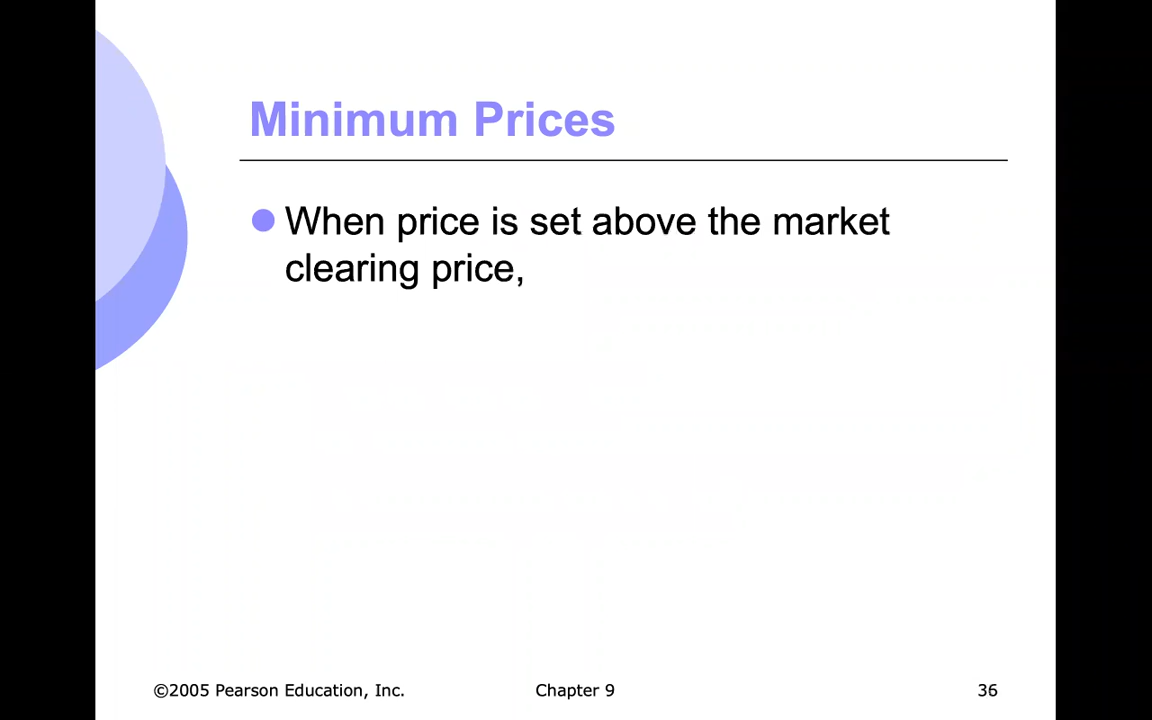 Minimum Prices
When price is set above the market
clearing price,
©2005 Pearson Education, Inc.
Chapter 9
36